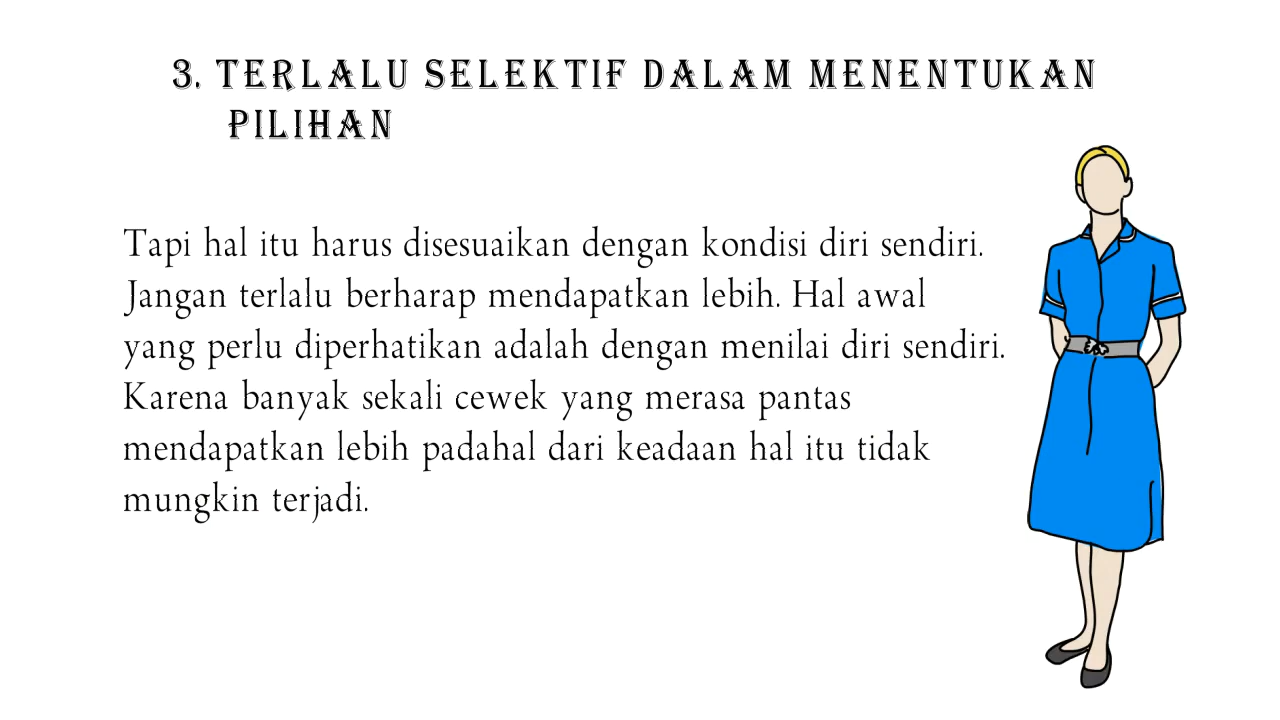 3. TERLALU SELEKTIF DALAM MENENTUKAN
PILIHAN
Tapi hal itu harus disesuaikan dengan kondisi diri sendiri.
Jangan terlalu berharap mendapatkan lebih. Hal awal
yang perlu diperhatikan adalah dengan menilai diri sendiri.
Karena banyak sekali cewek yang merasa pantas
mendapatkan lebih padahal dari keadaan hal itu tidak
mungkin terjadi.